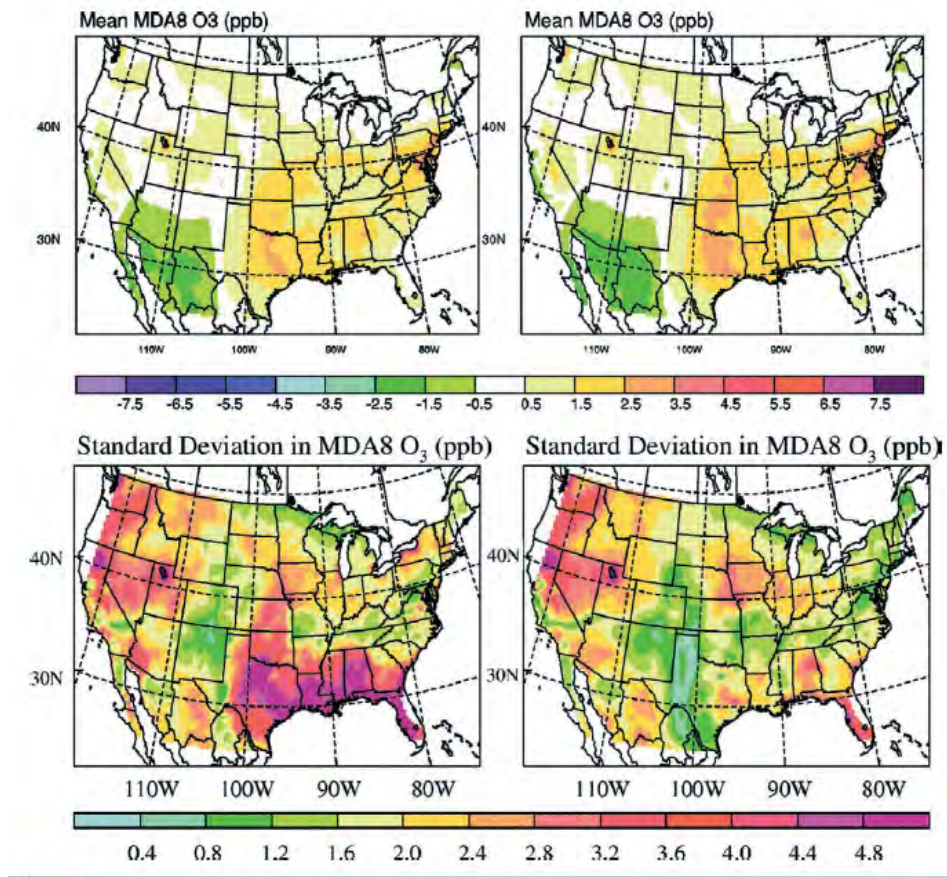 Mean MDA8 O3 (ppb)
Mean MDA8 O3 (ppb)
40N
30N
110W 100W 90W 80W
40N
30N
110W 100W 90W 80W
-7.5 -6.5 -5.5 -4.5 -3.5 -2.5 -1.5 -0.5 0.5 1.5 2.5 3.5 4.5 5.5 6.5 7.5
Standard Deviation in MDA8 O3 (ppb)
Standard Deviation in MDA8 O3 (ppb)
40N
30N
110W 100W 90W 80W
40N
30N
110W 100W 90W 80W
0.4 0.8 1.2 1.6 2.0 2.4 2.8 3.2 3.6 4.0 4.4 4.8